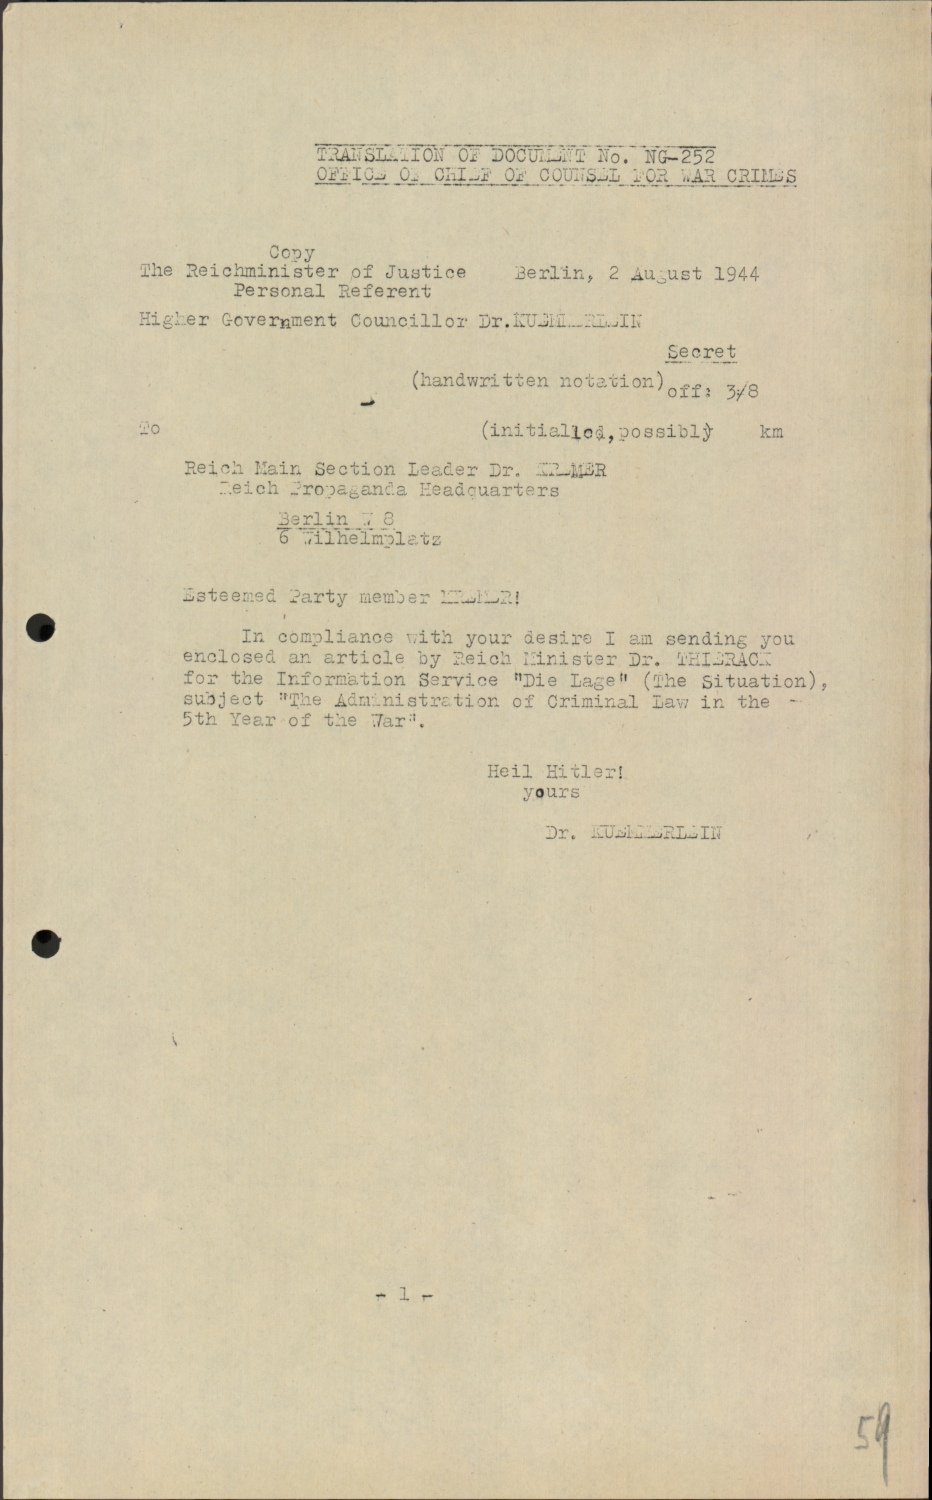 TRANSLATION OF DOCUMENT No. NG-252
OFFICE OF CHIEF OF COUNSEL FOR WAR CRIMES
Copy
The Reichminister of Justice Berlin, 2 August 1944
Personal Referent
Higher Government Councillor Dr.KUEMMERLEIN
Secret
(handwritten notation) off: 3/8
To (initialled, possibly km
Reich Main Section Leader Dr. KREMER
Reich Propaganda Headquarters
Berlin W 8
6 Wilhelmplatz
Esteemed Party member KREMER!
In compliance with your desire I am sending you
enclosed an article by Reich Minister Dr. THIERACK
for the Information Service "Die Lage" (The Situation),
subject "The Administration of Criminal Law in the -
5th Year of the War".
Heil Hitler!
yours
Dr. KUEMMERLEIN
- 1 -
59